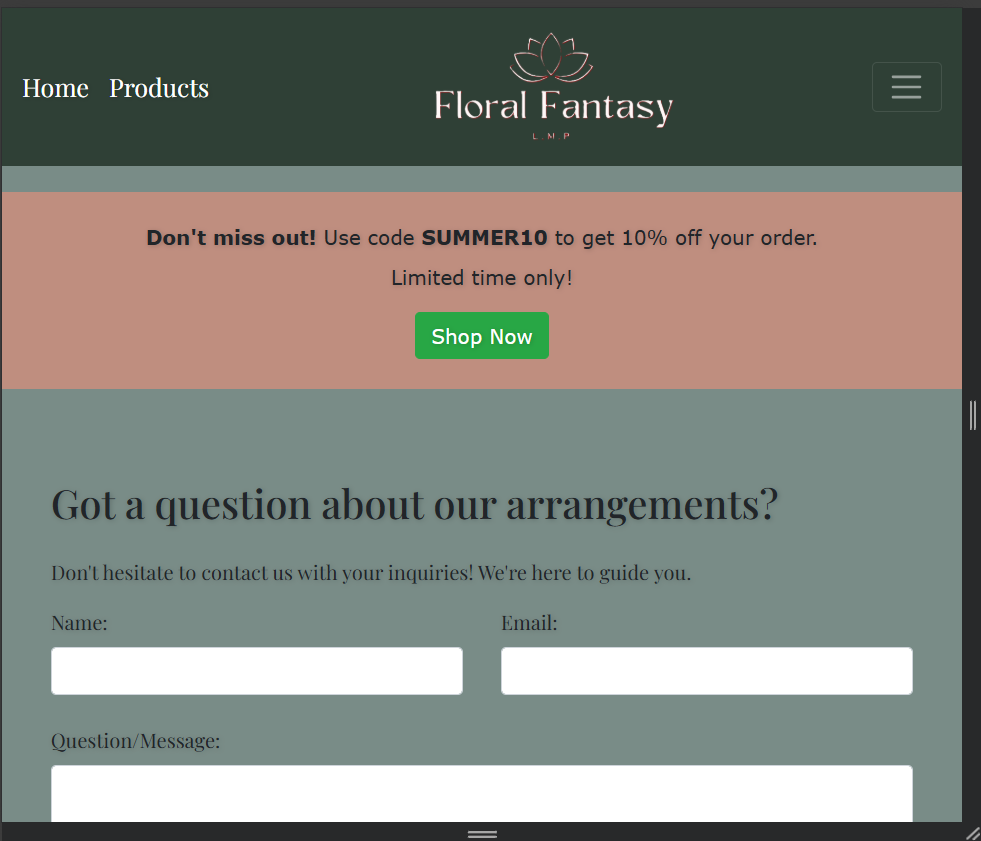 Home Products
Floral Fantasy
L M P
Don't miss out! Use code SUMMER10 to get 10% off your order.
Limited time only!
Shop Now
Got a question about our arrangements?
Don't hesitate to contact us with your inquiries! We're here to guide you.
Name: Email:
Question/Message: